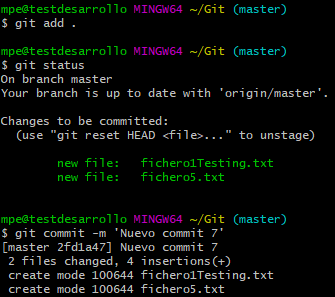 mpe@testdesarrollo MINGW64 ~/Git (master)
$ git add .
mpe@testdesarrollo MINGW64 ~/Git (master)
$ git status
On branch master
Your branch is up to date with 'origin/master'.
Changes to be committed:
(use "git reset HEAD <file>..." to unstage)
new file: fichero1Testing.txt
new file: fichero5.txt
mpe@testdesarrollo MINGW64 ~/Git (master)
$ git commit -m 'Nuevo commit 7'
[master 2fd1a47] Nuevo commit 7
2 files changed, 4 insertions(+)
create mode 100644 fichero1Testing.txt
create mode 100644 fichero5.txt